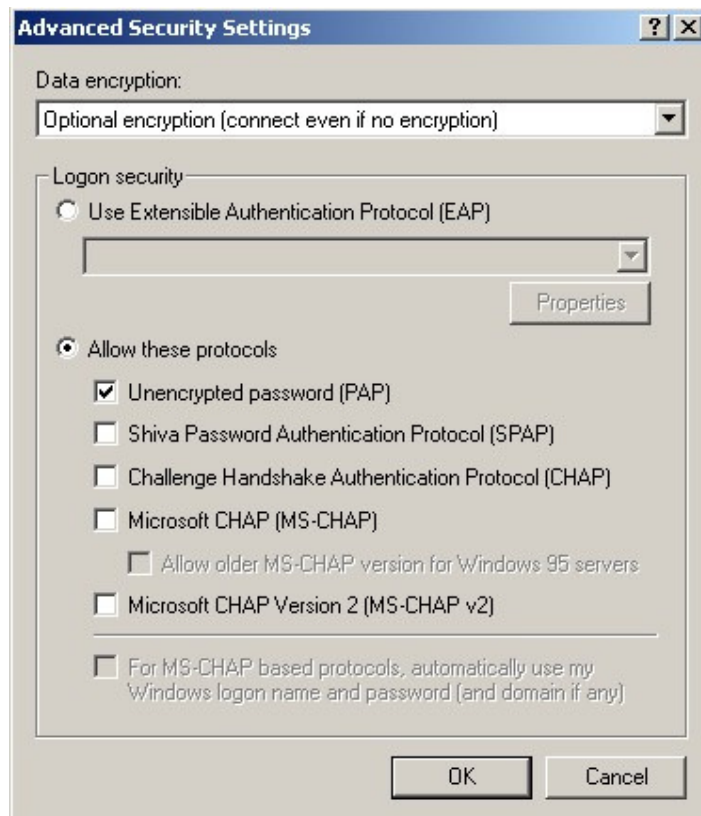 Advanced Security Settings
Data encryption:
Optional encryption (connect even if no encryption)
Logon security
Use Extensible Authentication Protocol (EAP)
Properties
Allow these protocols
Unencrypted password (PAP)
Shiva Password Authentication Protocol (SPAP)
Challenge Handshake Authentication Protocol (CHAP)
Microsoft CHAP (MS-CHAP)
Allow older MS-CHAP version for Windows 95 servers
Microsoft CHAP Version 2 (MS-CHAP v2)
For MS-CHAP based protocols, automatically use my
Windows logon name and password (and domain if any)
OK Cancel